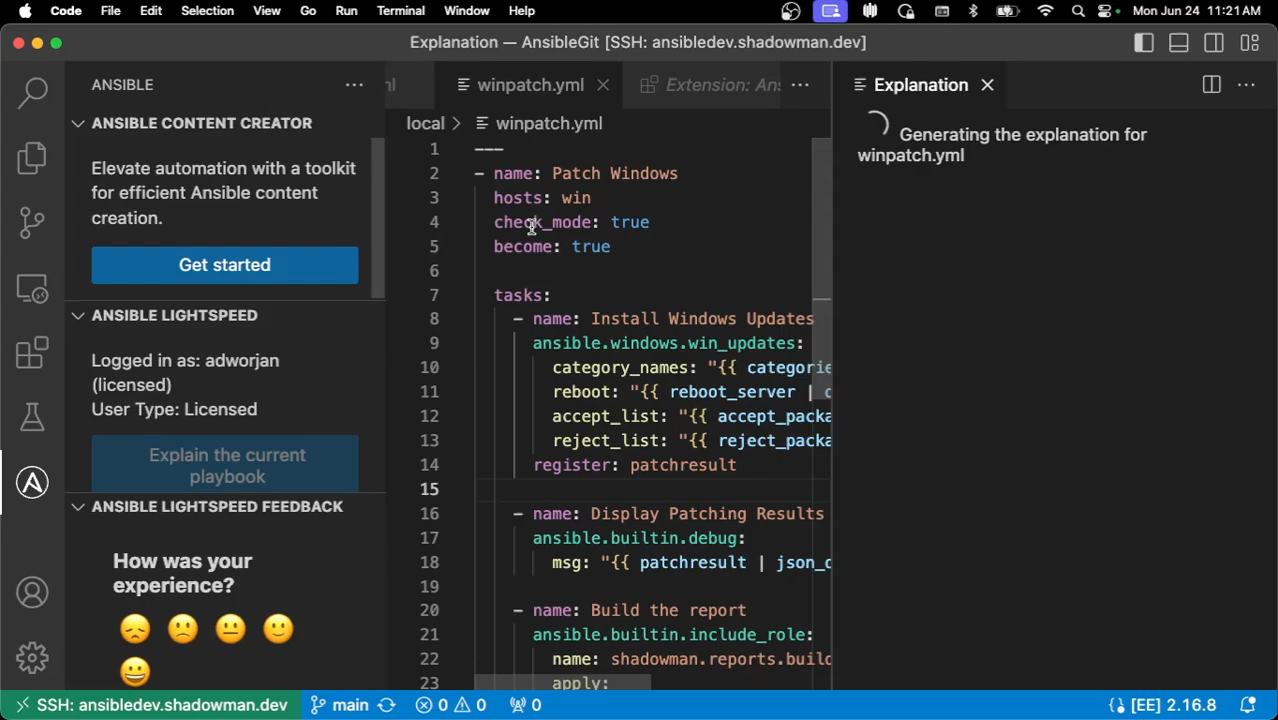 Code File Edit Selection View Go Run Terminal Window Help Mon Jun 24 11:21 AM
Explanation — AnsibleGit [SSH: ansibledev.shadowman.dev]
ANSIBLE
ANSIBLE CONTENT CREATOR
Elevate automation with a toolkit
for efficient Ansible content
creation.
Get started
ANSIBLE LIGHTSPEED
Logged in as: adworjan
(licensed)
User Type: Licensed
Explain the current
playbook
ANSIBLE LIGHTSPEED FEEDBACK
How was your
experience?
winpatch.yml Extension: Ans
local > winpatch.yml
1 ---
2 - name: Patch Windows
3 hosts: win
4 check_mode: true
5 become: true
6
7 tasks:
8 - name: Install Windows Updates
9 ansible.windows.win_updates:
10 category_names: "{{ categorie
11 reboot: "{{ reboot_server |
12 accept_list: "{{ accept_packa
13 reject_list: "{{ reject_packa
14 register: patchresult
15
16 - name: Display Patching Results
17 ansible.builtin.debug:
18 msg: "{{ patchresult | json_
19
20 - name: Build the report
21 ansible.builtin.include_role:
22 name: shadowman.reports.build
23 apply:
Explanation
Generating the explanation for
winpatch.yml
SSH: ansibledev.shadowman.dev main 0 0 0 [EE] 2.16.8